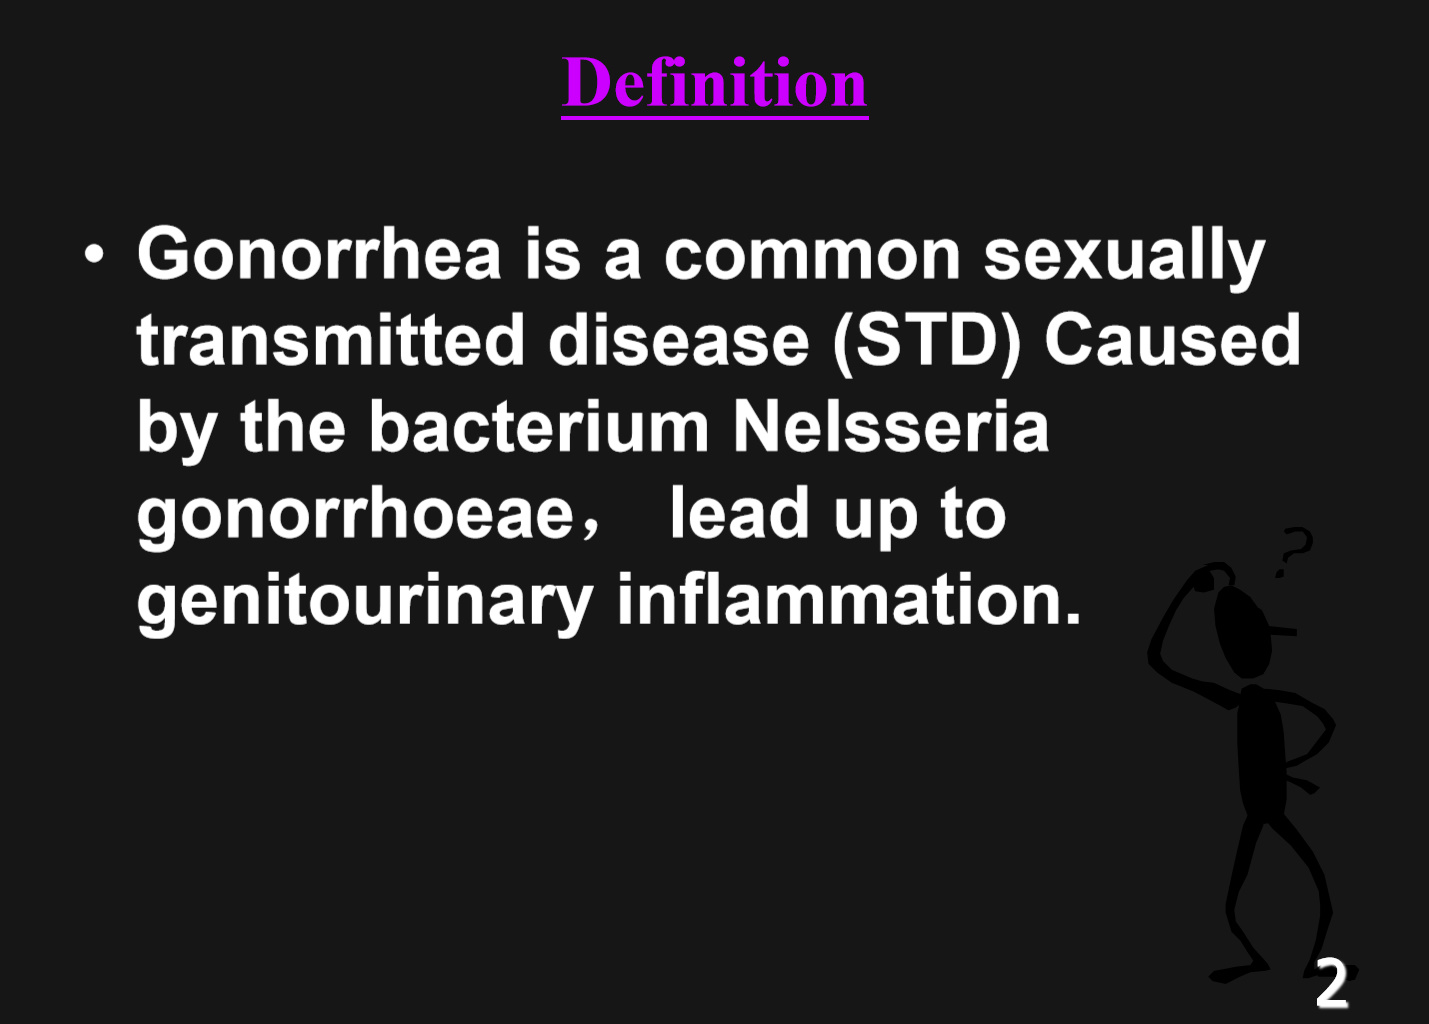 Definition
• Gonorrhea is a common sexually
transmitted disease (STD) Caused
by the bacterium Nelsseria
gonorrhoeae， lead up to
genitourinary inflammation.
?
2